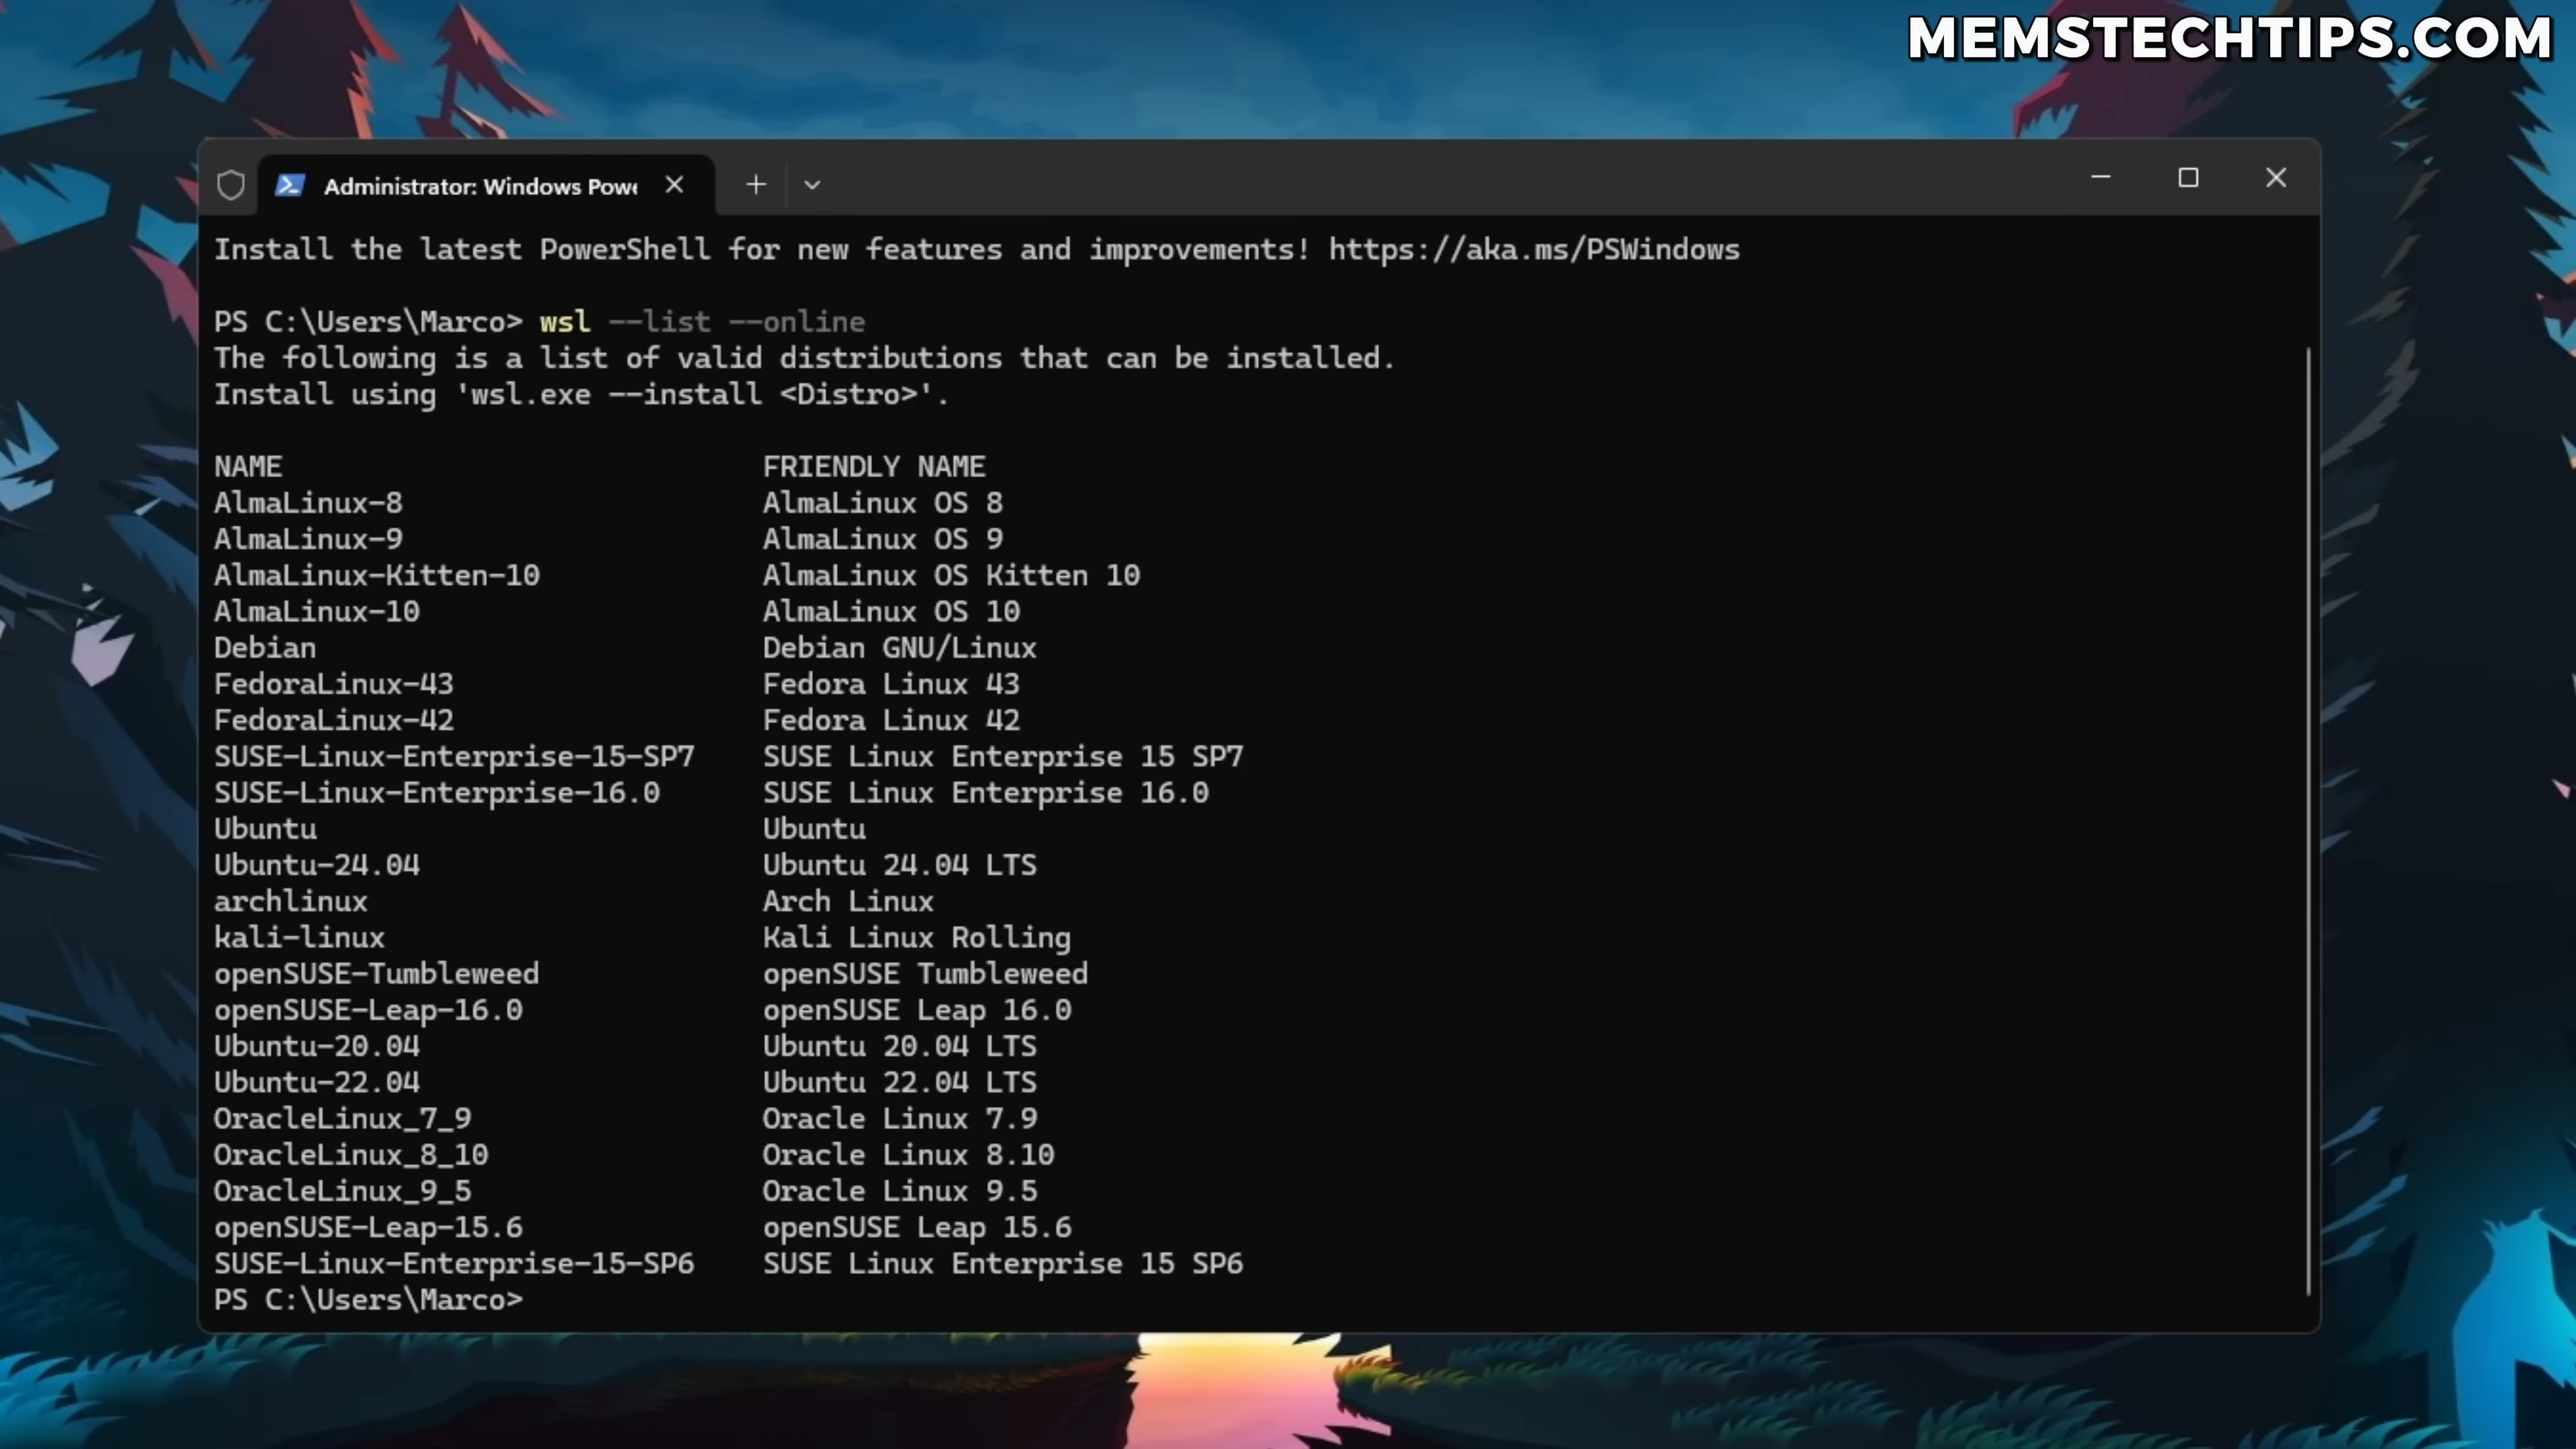 MEMSTECHTIPS.COM
Administrator: Windows Powe
Install the latest PowerShell for new features and improvements! https://aka.ms/PSWindows
PS C:\Users\Marco> wsl --list --online
The following is a list of valid distributions that can be installed.
Install using 'wsl.exe --install <Distro>'.
NAME FRIENDLY NAME
AlmaLinux-8 AlmaLinux OS 8
AlmaLinux-9 AlmaLinux OS 9
AlmaLinux-Kitten-10 AlmaLinux OS Kitten 10
AlmaLinux-10 AlmaLinux OS 10
Debian Debian GNU/Linux
FedoraLinux-43 Fedora Linux 43
FedoraLinux-42 Fedora Linux 42
SUSE-Linux-Enterprise-15-SP7 SUSE Linux Enterprise 15 SP7
SUSE-Linux-Enterprise-16.0 SUSE Linux Enterprise 16.0
Ubuntu Ubuntu
Ubuntu-24.04 Ubuntu 24.04 LTS
archlinux Arch Linux
kali-linux Kali Linux Rolling
openSUSE-Tumbleweed openSUSE Tumbleweed
openSUSE-Leap-16.0 openSUSE Leap 16.0
Ubuntu-20.04 Ubuntu 20.04 LTS
Ubuntu-22.04 Ubuntu 22.04 LTS
OracleLinux_7_9 Oracle Linux 7.9
OracleLinux_8_10 Oracle Linux 8.10
OracleLinux_9_5 Oracle Linux 9.5
openSUSE-Leap-15.6 openSUSE Leap 15.6
SUSE-Linux-Enterprise-15-SP6 SUSE Linux Enterprise 15 SP6
PS C:\Users\Marco>